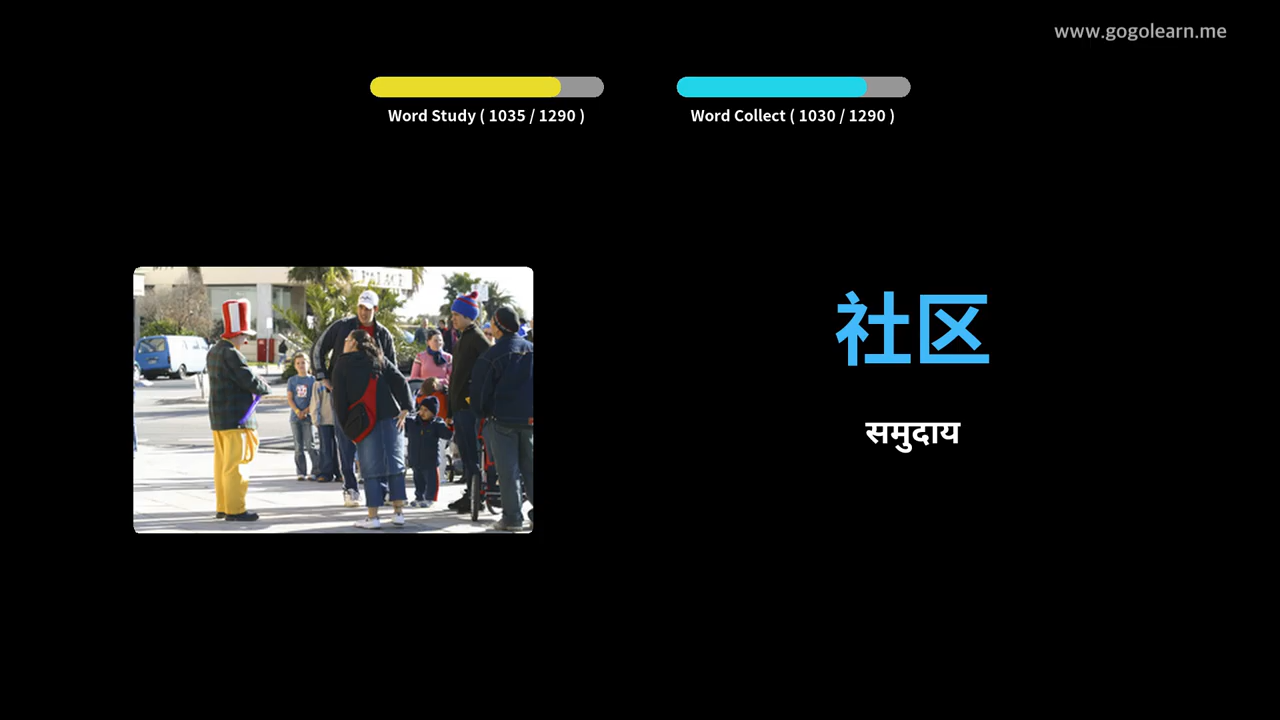 www.gogolearn.me
Word Study ( 1035 / 1290 )
Word Collect ( 1030 / 1290 )
社区
समुदाय